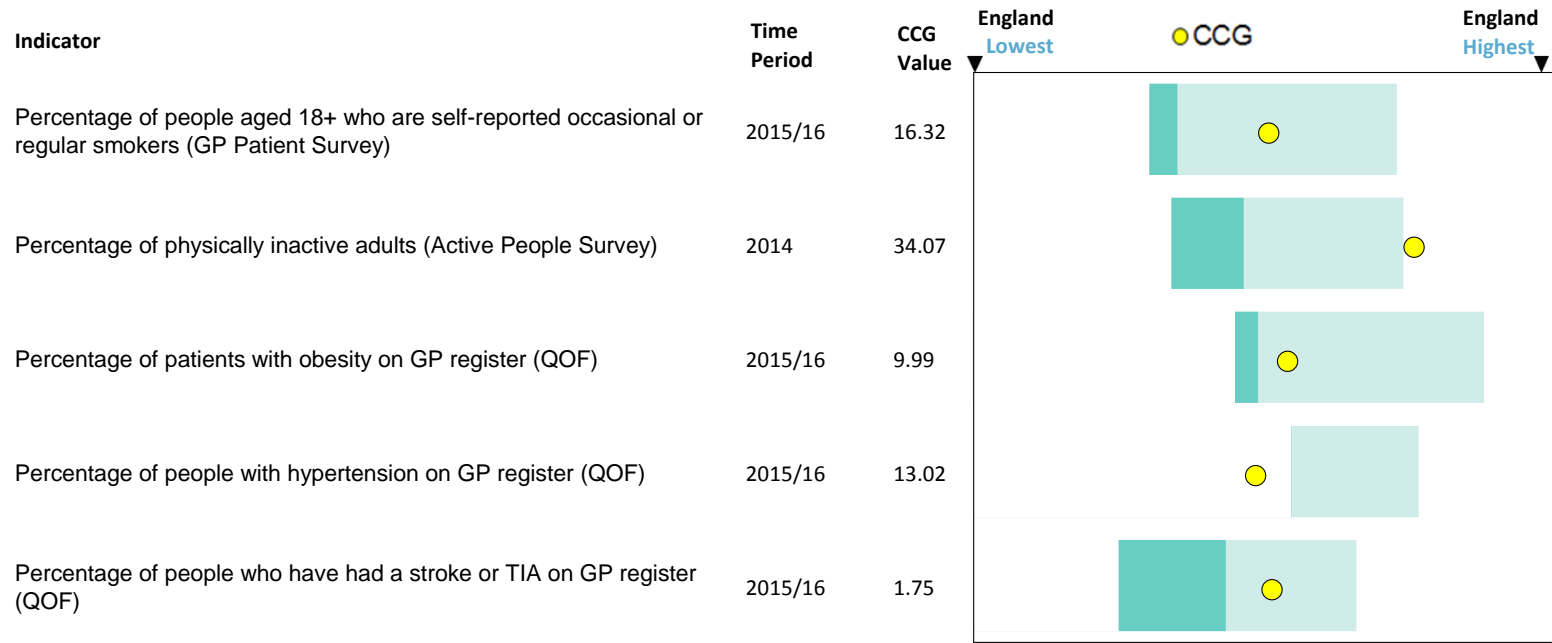 Indicator
Time
Period
CCG
Value
England
Lowest
CCG
England
Highest
Percentage of people aged 18+ who are self-reported occasional or
regular smokers (GP Patient Survey)
2015/16
16.32
Percentage of physically inactive adults (Active People Survey)
2014
34.07
Percentage of patients with obesity on GP register (QOF)
2015/16
9.99
Percentage of people with hypertension on GP register (QOF)
2015/16
13.02
Percentage of people who have had a stroke or TIA on GP register
(QOF)
2015/16
1.75